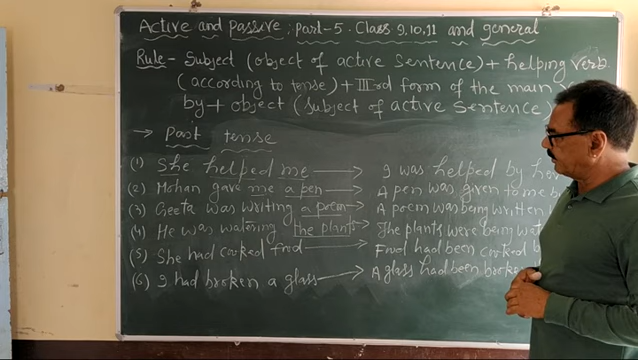 Active and passive, Part-5. Class 9,10,11 and general
Rule - Subject (object of active Sentence) + helping verb.
(according to tense) + IIIrd form of the main
by + object (Subject of active Sentence
→ Past tense
(1) She helped me → I was helped by her
(2) Mohan gave me a pen → A pen was given to me
(3) Geeta was writing a poem → A poem was being written
(4) He was watering the plants → The plants were being
(5) She had cooked food → Food had been cooked
(6) I had broken a glass → A glass had been